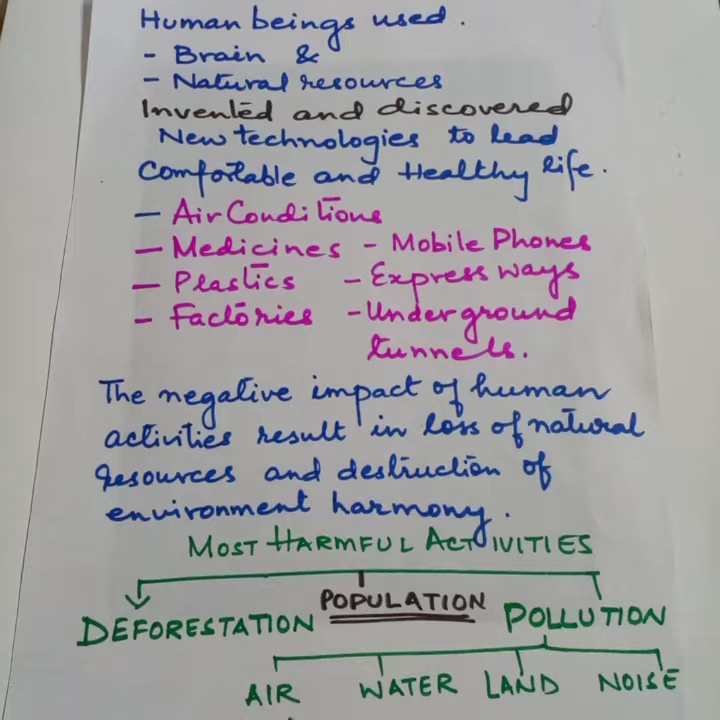 Human beings used.
- Brain &
- Natural resources
Invented and discovered
New technologies to lead
Comfortable and Healthy life.
- Air Conditions
- Medicines - Mobile Phones
- Plastics - Express ways
- Factories - Underground
tunnels.
The negative impact of human
activities result in loss of natural
resources and destruction of
environment harmony.
MOST HARMFUL ACTIVITIES
DEFORESTATION POPULATION POLLUTION
AIR WATER LAND NOISE